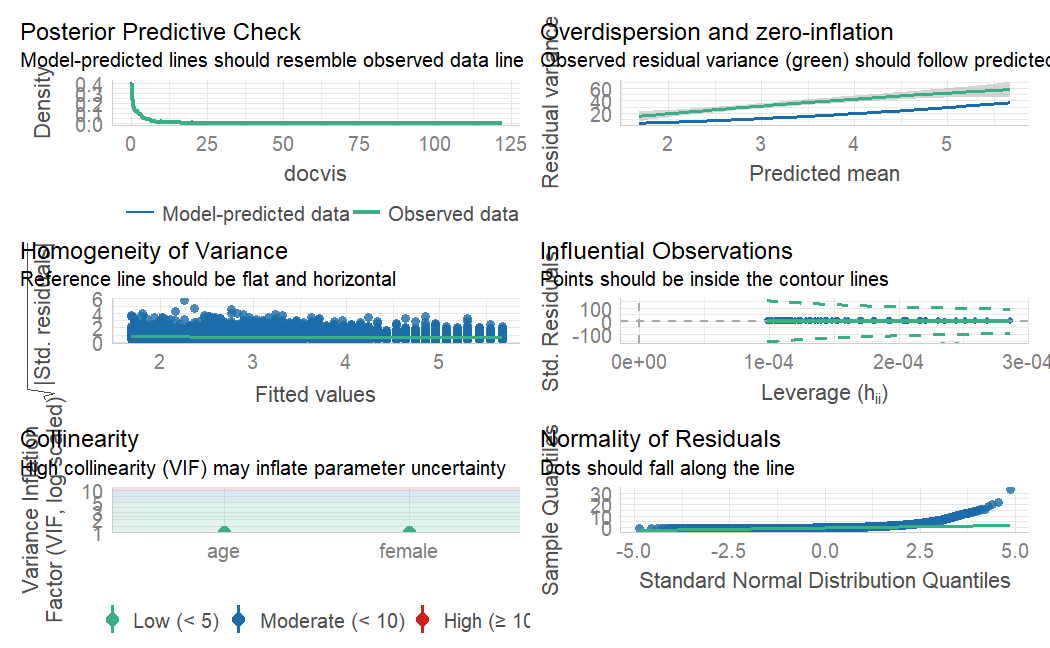 Posterior Predictive Check
Model-predicted lines should resemble observed data line
Density
0.4
0.3
0.2
0.1
0.0
0 25 50 75 100 125
docvis
Model-predicted data Observed data
Overdispersion and zero-inflation
Observed residual variance (green) should follow predicted
Residual variance
60
40
20
2 3 4 5
Predicted mean
Homogeneity of Variance
Reference line should be flat and horizontal
√|Std. residuals|
6
4
2
0
2 3 4 5
Fitted values
Influential Observations
Points should be inside the contour lines
Std. Residuals
100
0
-100
0e+00 1e-04 2e-04 3e-04
Leverage (hii)
Collinearity
High collinearity (VIF) may inflate parameter uncertainty
Variance Inflation
Factor (VIF, log-scaled)
10
5
3
2
1
age female
Low (< 5) Moderate (< 10) High (≥ 10
Normality of Residuals
Dots should fall along the line
Sample Quantiles
30
20
10
0
-5.0 -2.5 0.0 2.5 5.0
Standard Normal Distribution Quantiles